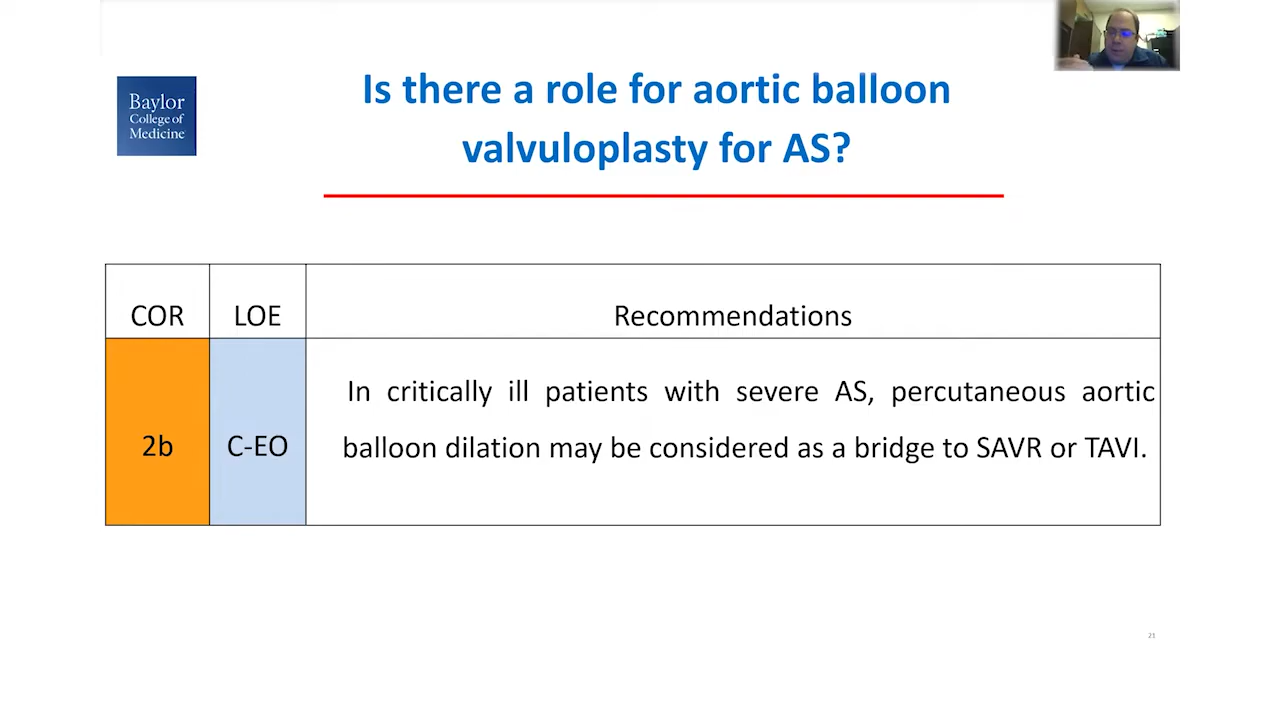 Baylor
College of
Medicine
Is there a role for aortic balloon
valvuloplasty for AS?
COR LOE Recommendations
2b C-EO In critically ill patients with severe AS, percutaneous aortic
balloon dilation may be considered as a bridge to SAVR or TAVI.
21